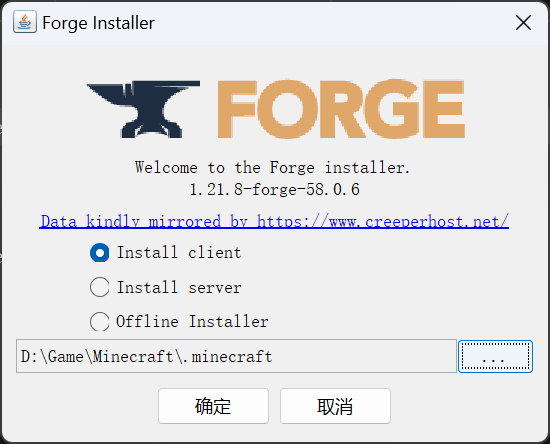 Forge Installer
FORGE
Welcome to the Forge installer.
1.21.8-forge-58.0.6
Data kindly mirrored by https://www.creeperhost.net/
Install client
Install server
Offline Installer
D:\Game\Minecraft\.minecraft
...
确定
取消